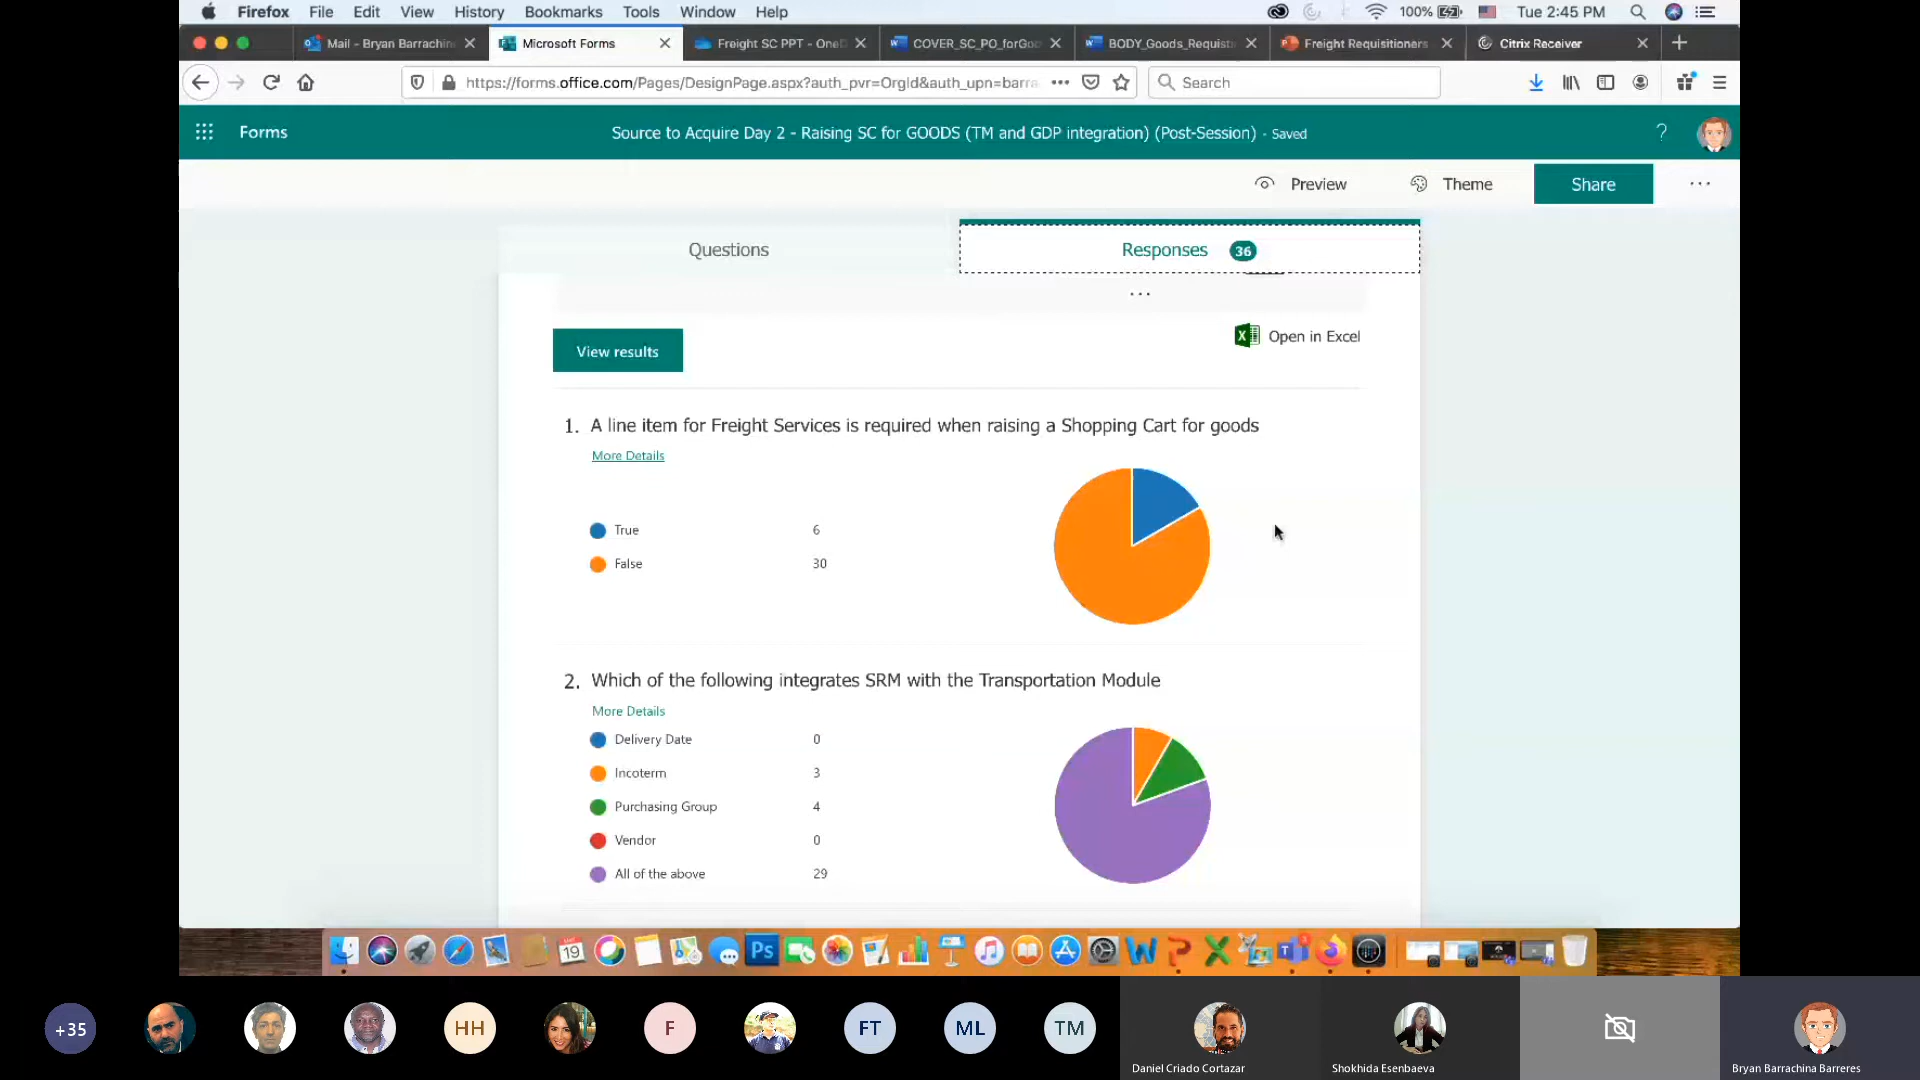 Firefox File Edit View History Bookmarks Tools Window Help 100% Tue 2:45 PM
Mail - Bryan Barrachin Microsoft Forms Freight SC PPT - OneD COVER_SC_PO_forGoo BODY_Goods_Requisti Freight Requisitioners Citrix Receiver
https://forms.office.com/Pages/DesignPage.aspx?auth_pvr=OrgId&auth_upn=barra Search
Forms Source to Acquire Day 2 - Raising SC for GOODS (TM and GDP integration) (Post-Session) - Saved ?
Preview Theme Share ...
Questions Responses 36
...
View results Open in Excel
1. A line item for Freight Services is required when raising a Shopping Cart for goods
More Details
True 6
False 30
2. Which of the following integrates SRM with the Transportation Module
More Details
Delivery Date 0
Incoterm 3
Purchasing Group 4
Vendor 0
All of the above 29
19 Ps
+35 HH F FT ML TM
Daniel Criado Cortazar Shokhida Esenbaeva Bryan Barrachina Barreres